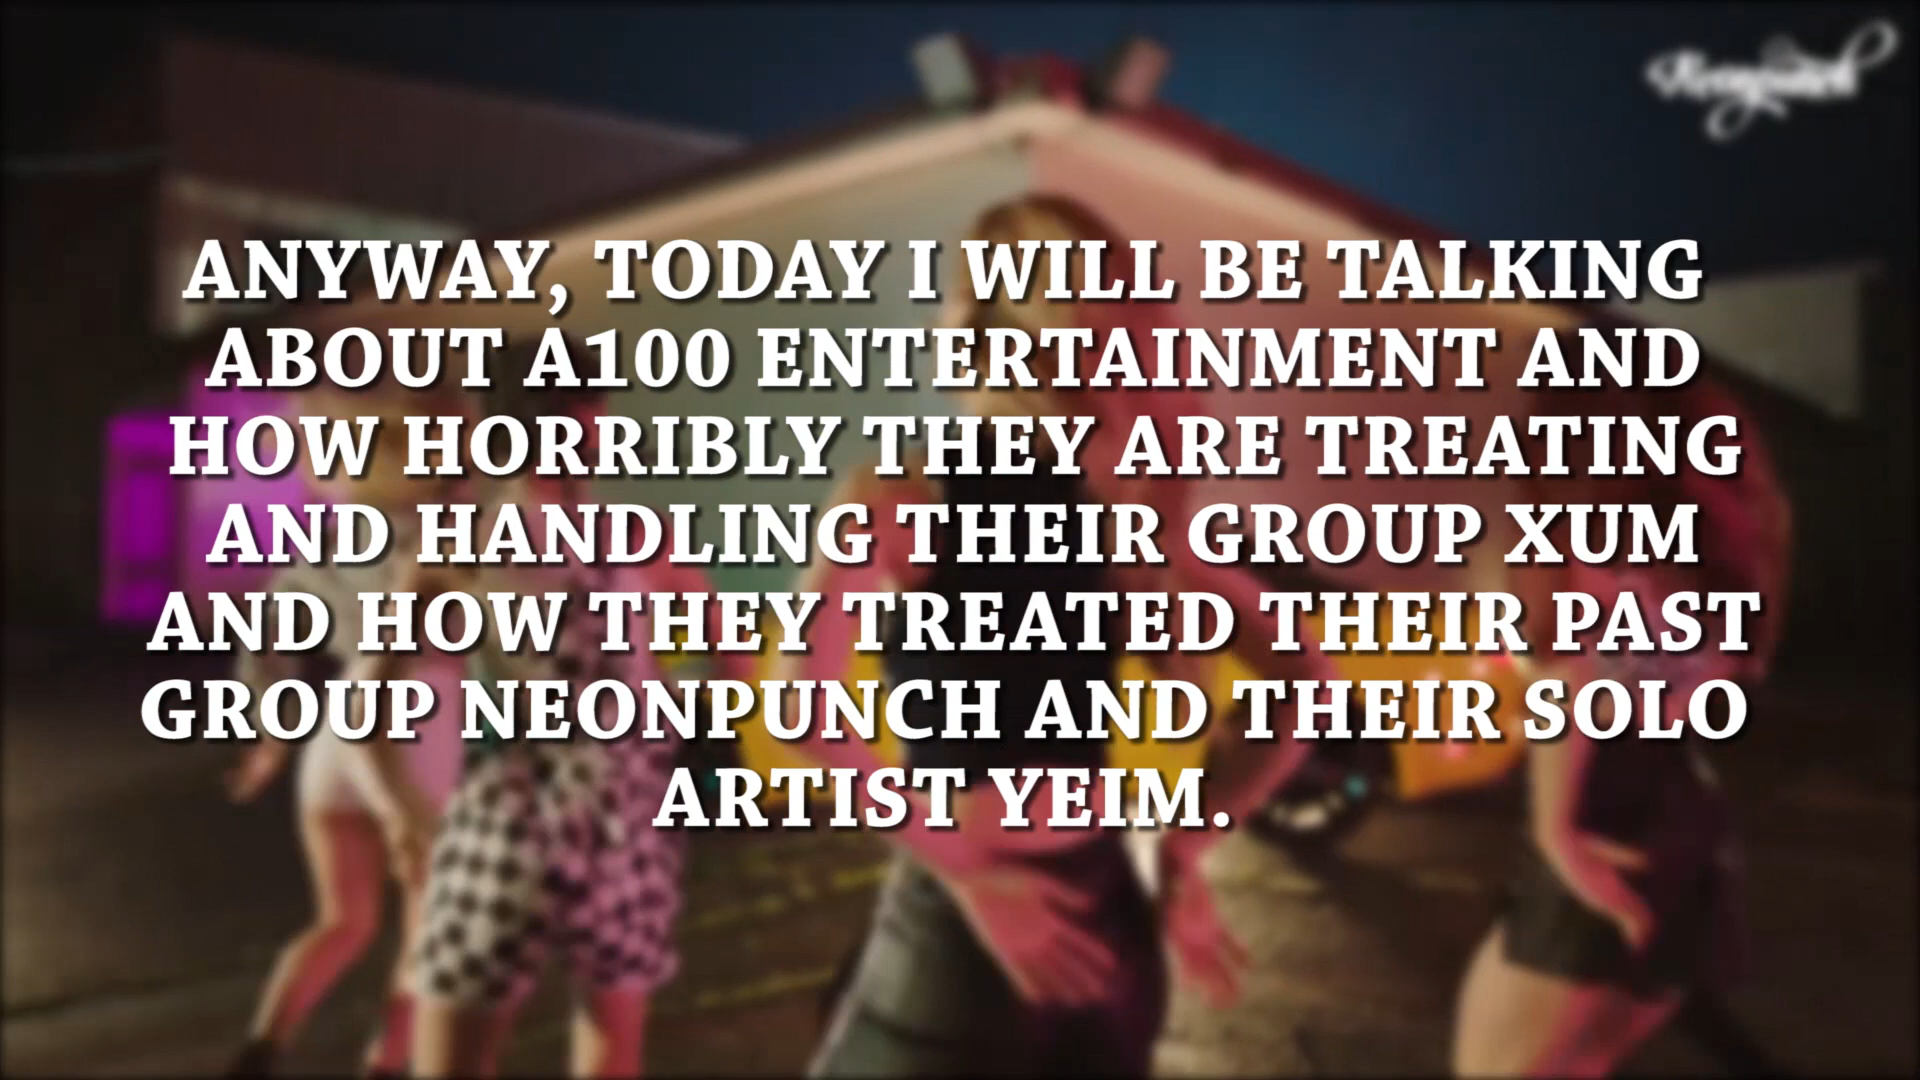 ANYWAY, TODAY I WILL BE TALKING
ABOUT A100 ENTERTAINMENT AND
HOW HORRIBLY THEY ARE TREATING
AND HANDLING THEIR GROUP XUM
AND HOW THEY TREATED THEIR PAST
GROUP NEONPUNCH AND THEIR SOLO
ARTIST YEIM.